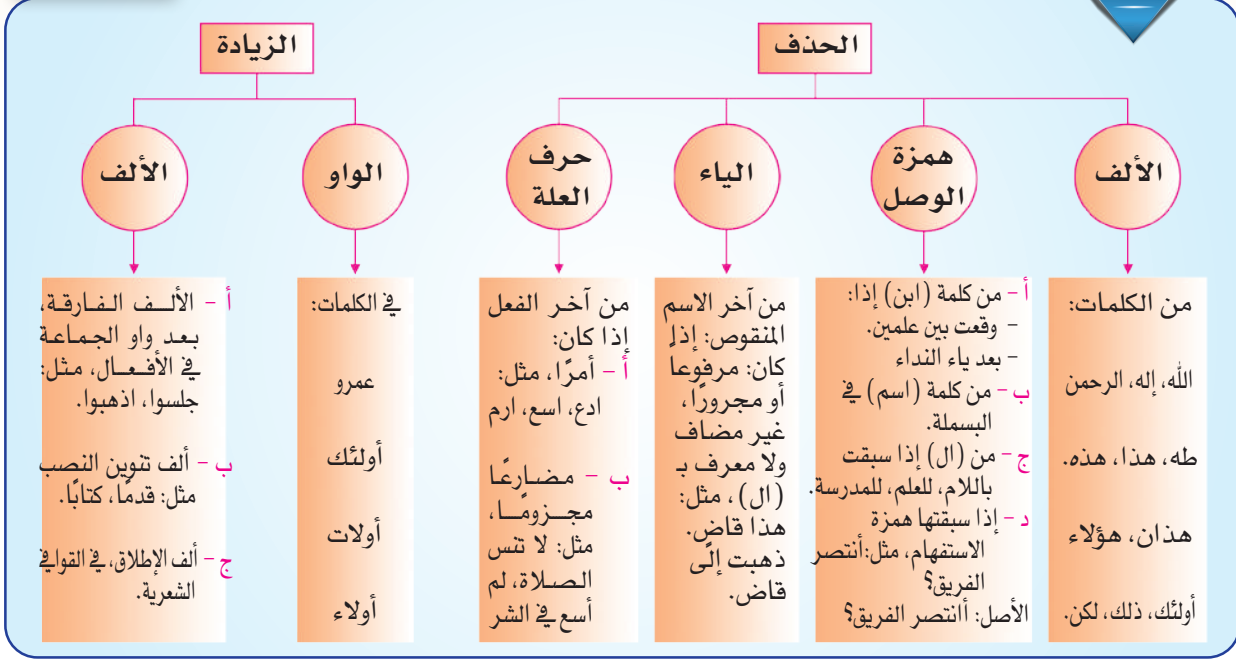 الحذف
الألف
من الكلمات:
الله، إله، الرحمن
طه، هذا، هذه.
هذان، هؤلاء
أولئك، ذلك، لكن.
همزة
الوصل
أ - من كلمة (ابن) إذا:
- وقعت بين علمين.
- بعد ياء النداء
ب - من كلمة (اسم) في
البسملة.
ج - من (ال) إذا سبقت
باللام، للعلم، للمدرسة.
د - إذا سبقتها همزة
الاستفهام، مثل:أنتصر
الفريق؟
الأصل: أانتصر الفريق؟
الياء
من آخر الاسم
المنقوص: إذا
كان: مرفوعاً
أو مجرورًا،
غير مضاف
ولا معرف بـ
(ال)، مثل:
هذا قاضٍ.
ذهبت إلى
قاضٍ.
حرف
العلة
من آخر الفعل
إذا كان:
أ - أمرًا، مثل:
ادع، اسع، ارم
ب - مضارعًا
مجزومًا،
مثل: لا تنس
الصلاة، لم
أسع في الشر
الزيادة
الواو
في الكلمات:
عمرو
أولئك
أولات
أولاء
الألف
أ - الألف الفارقة،
بعد واو الجماعة
في الأفعال، مثل:
جلسوا، اذهبوا.
ب - ألف تنوين النصب
مثل: قدمًا، كتابًا.
ج - ألف الإطلاق، في القوافي
الشعرية.